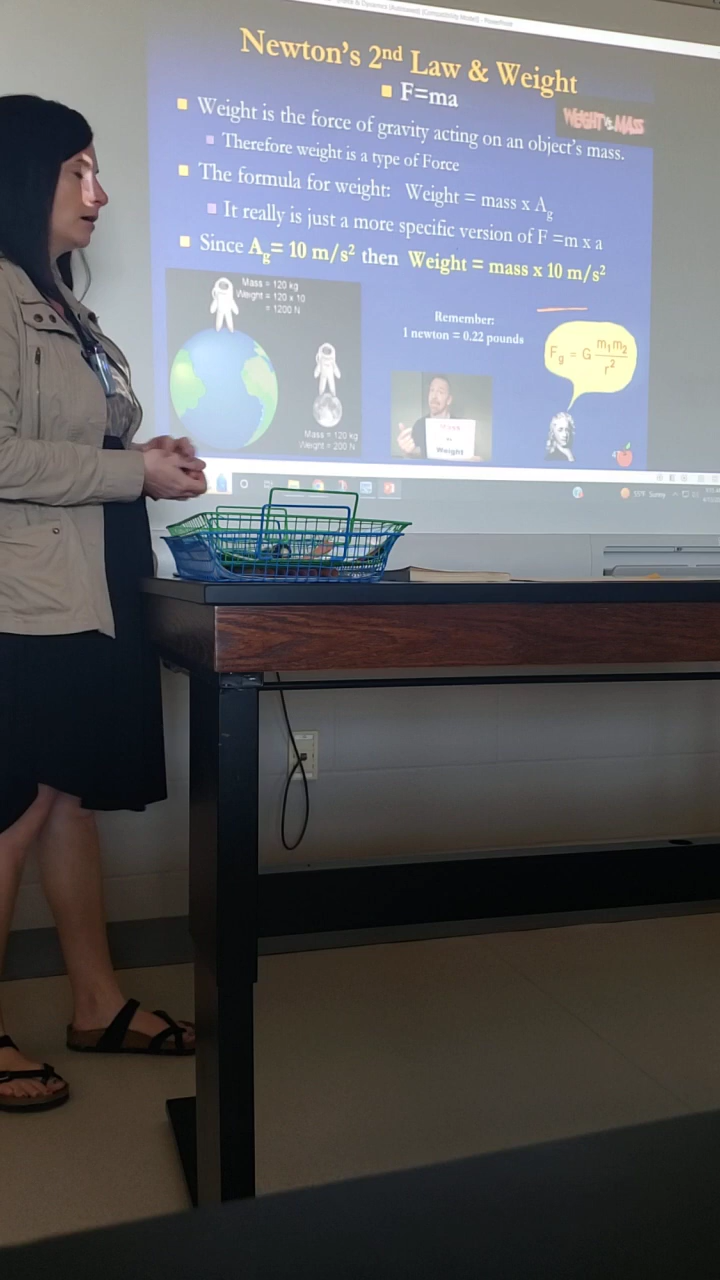 Newton's 2nd Law & Weight
F=ma
WEIGHT vs. MASS
Weight is the force of gravity acting on an object's mass.
Therefore weight is a type of Force
The formula for weight: Weight = mass x Ag
It really is just a more specific version of F =m x a
Since Ag= 10 m/s² then Weight = mass x 10 m/s²
Mass = 120 kg
Weight = 120 x 10
= 1200 N
Mass = 120 kg
Weight = 200 N
Remember:
1 newton = 0.22 pounds
Weight
Fg = G m1m2
r²
Sunny